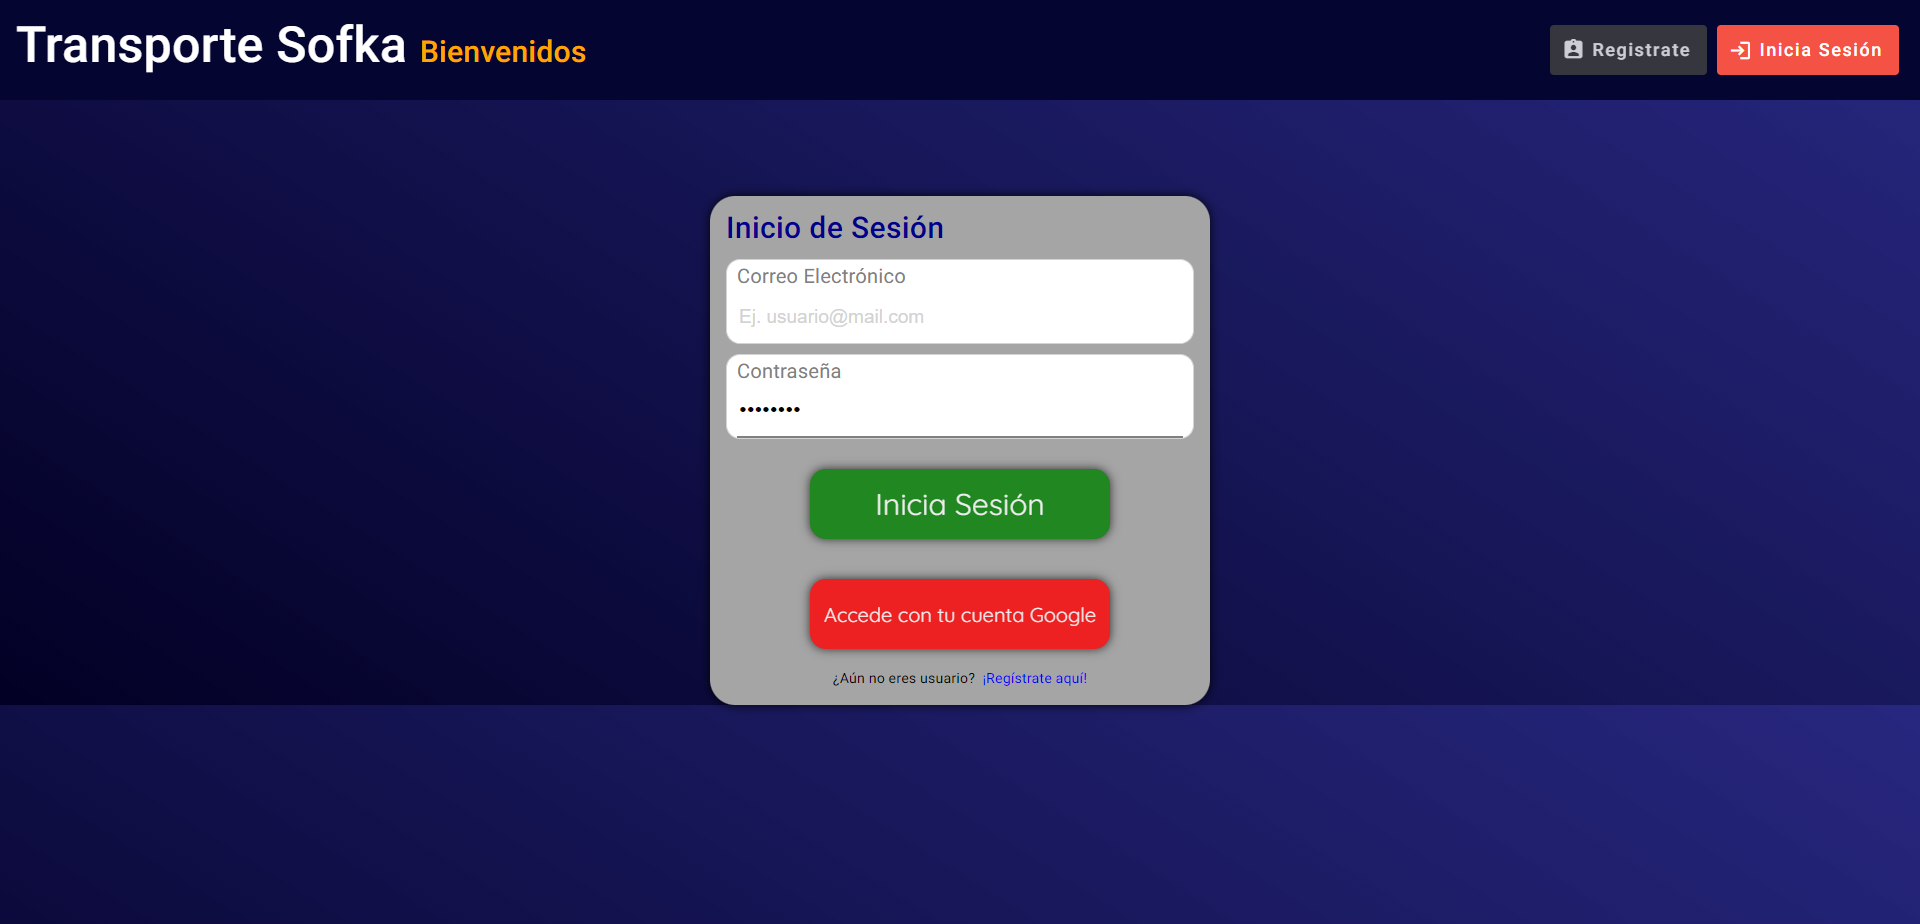 Transporte Sofka Bienvenidos
Registrate
Inicia Sesión
Inicio de Sesión
Correo Electrónico
Ej. usuario@mail.com
Contraseña
••••••••
Inicia Sesión
Accede con tu cuenta Google
¿Aún no eres usuario? ¡Regístrate aquí!